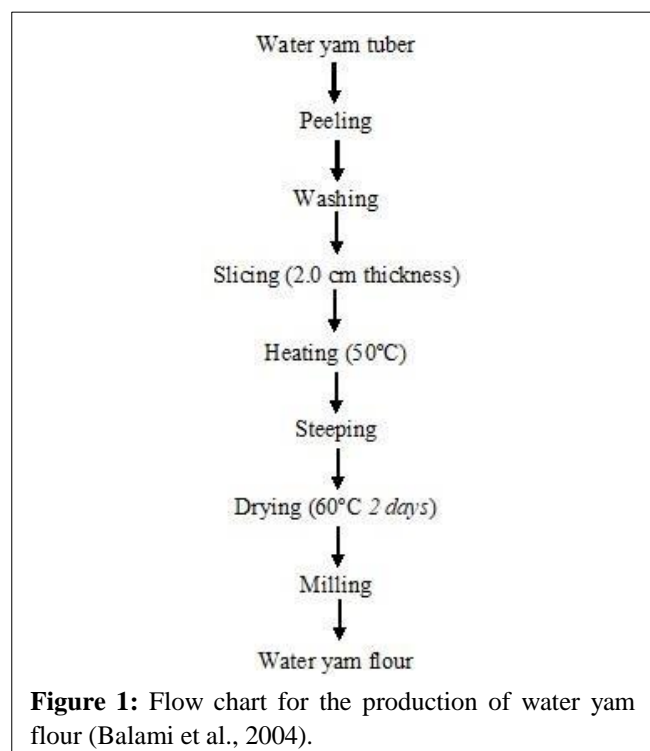 Water yam tuber
Peeling
Washing
Slicing (2.0 cm thickness)
Heating (50°C)
Steeping
Drying (60°C 2 days)
Milling
Water yam flour
Figure 1: Flow chart for the production of water yam
flour (Balami et al., 2004).